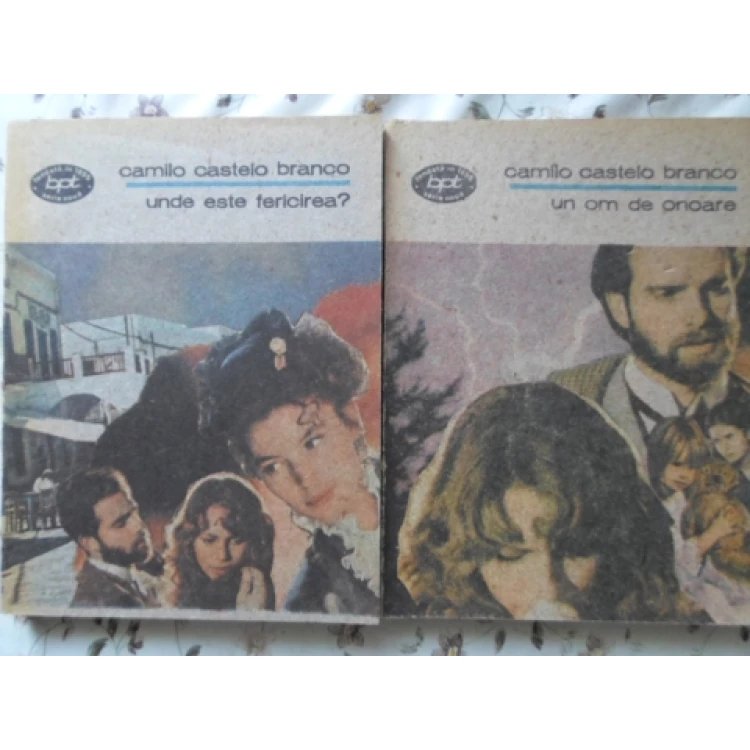 camilo castelo branco
bpt
unde este fericirea?
camilo castelo branco
bpt
un om de onoare